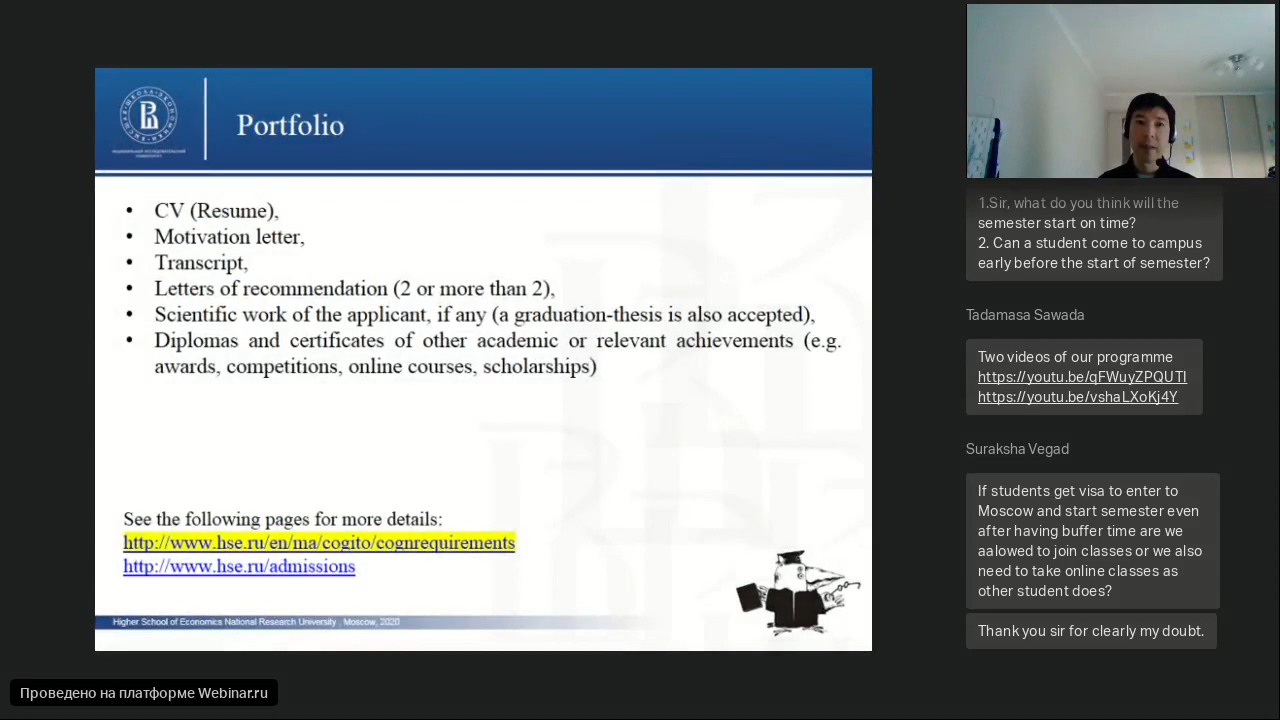 Portfolio
• CV (Resume),
• Motivation letter,
• Transcript,
• Letters of recommendation (2 or more than 2),
• Scientific work of the applicant, if any (a graduation-thesis is also accepted),
• Diplomas and certificates of other academic or relevant achievements (e.g.
awards, competitions, online courses, scholarships)
See the following pages for more details:
http://www.hse.ru/en/ma/cogito/cognrequirements
http://www.hse.ru/admissions
Higher School of Economics National Research University , Moscow, 2020
1.Sir, what do you think will the
semester start on time?
2. Can a student come to campus
early before the start of semester?
Tadamasa Sawada
Two videos of our programme
https://youtu.be/qFWuyZPQUTI
https://youtu.be/vshaLXoKj4Y
Suraksha Vegad
If students get visa to enter to
Moscow and start semester even
after having buffer time are we
aalowed to join classes or we also
need to take online classes as
other student does?
Thank you sir for clearly my doubt.
Проведено на платформе Webinar.ru